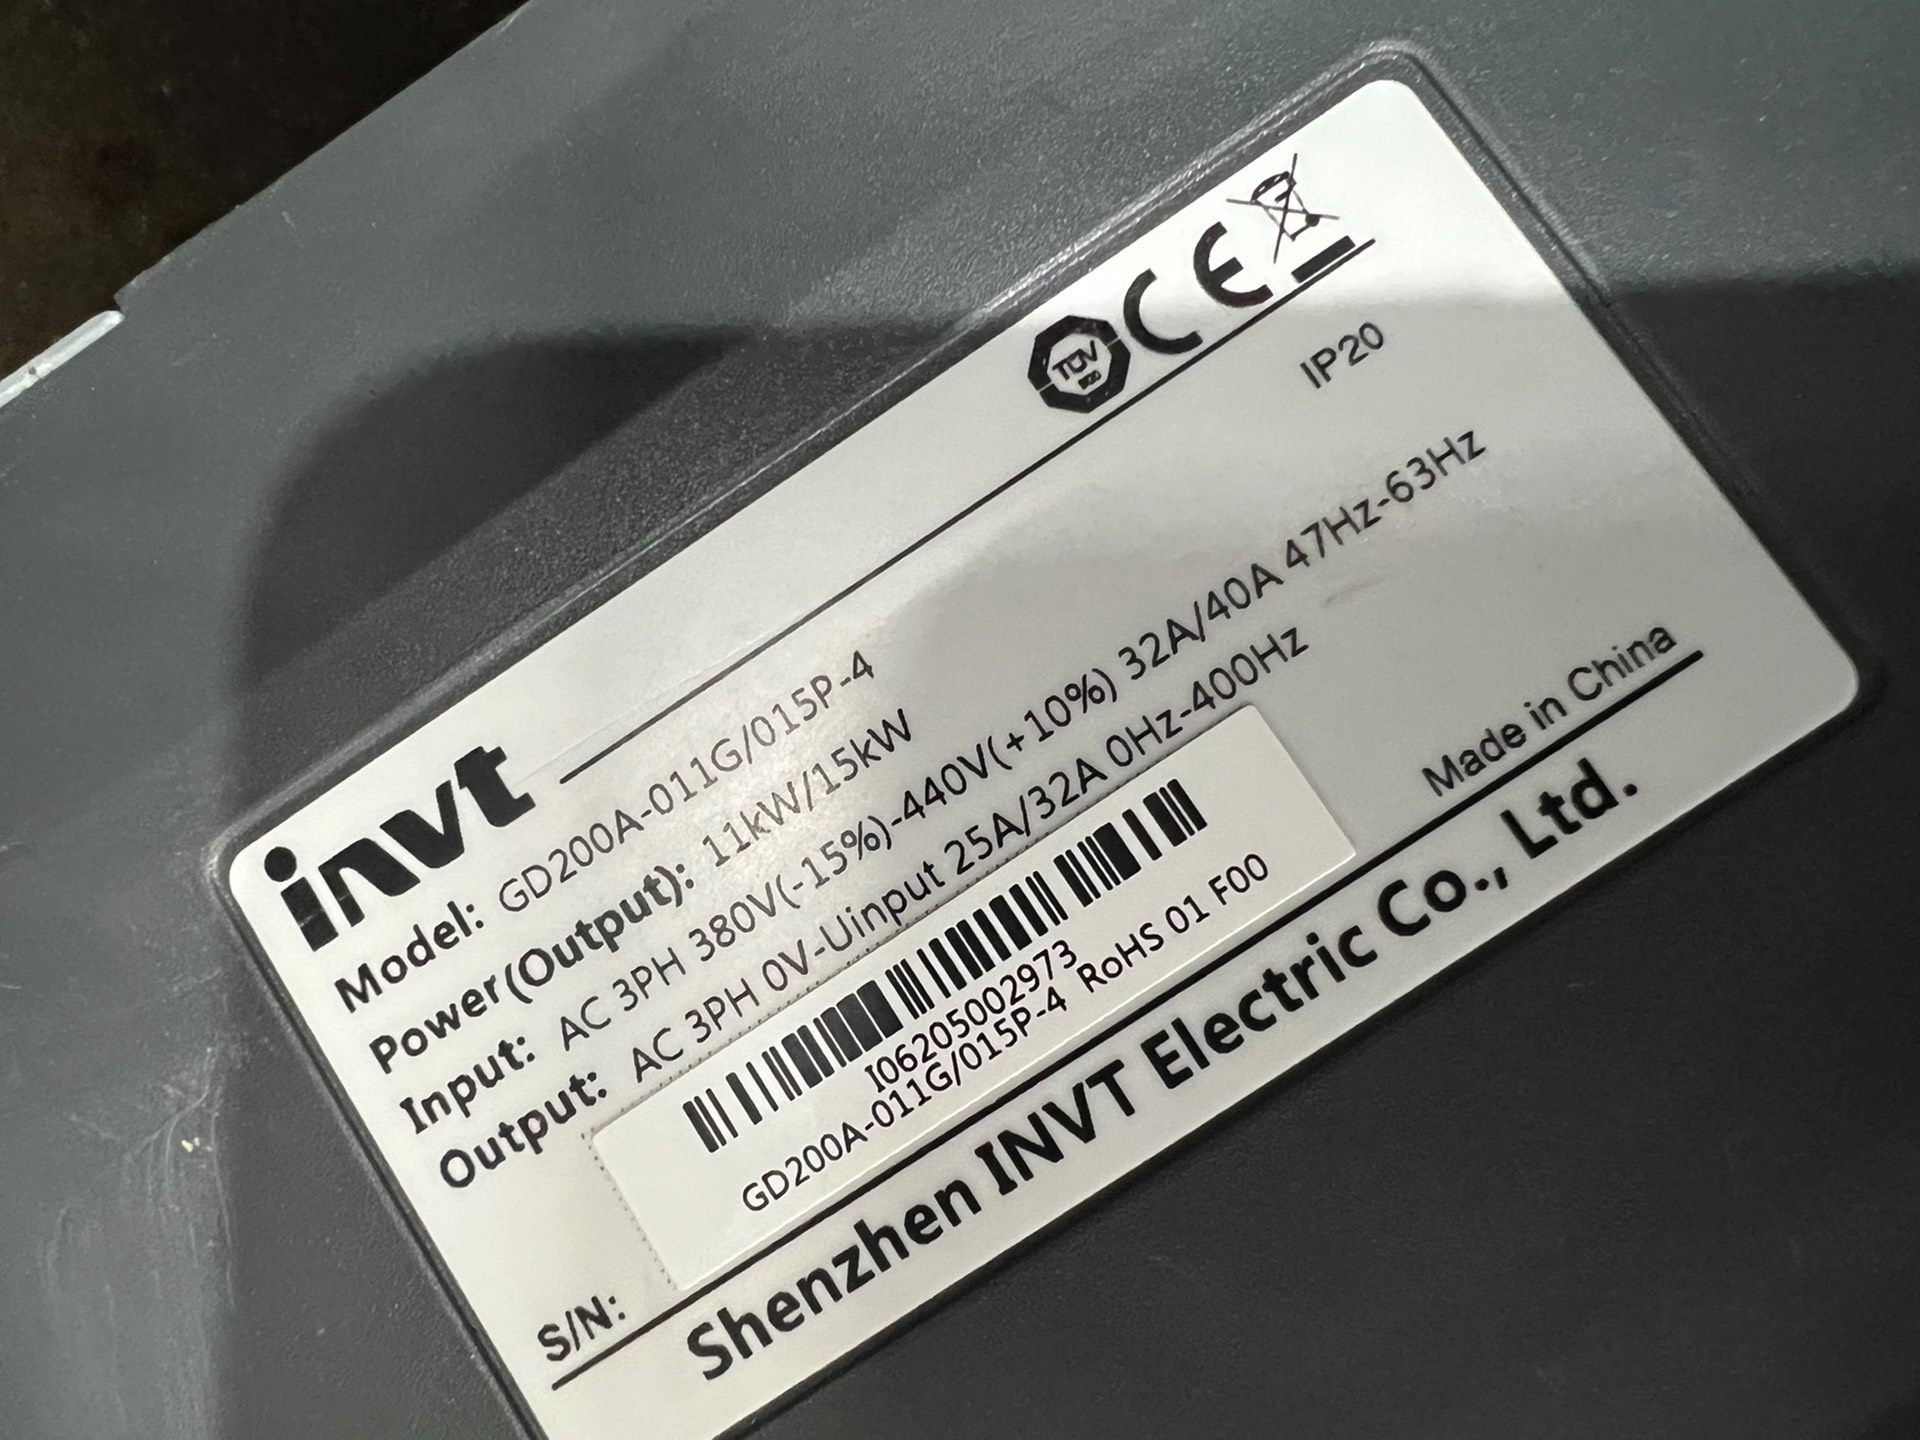 invt
TÜV
CE
Model: GD200A-011G/015P-4
IP20
Power(Output): 11kW/15kW
Input: AC 3PH 380V(-15%)-440V(+10%) 32A/40A 47Hz-63Hz
Output: AC 3PH 0V-Uinput 25A/32A 0Hz-400Hz
I06205002973
GD200A-011G/015P-4 RoHS 01 F00
S/N:
Made in China
Shenzhen INVT Electric Co., Ltd.